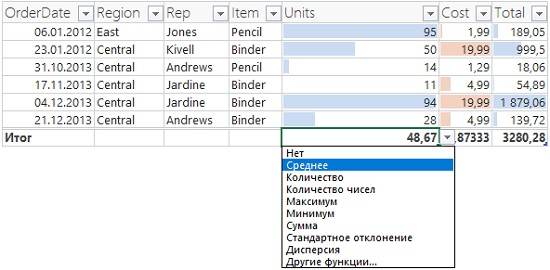 OrderDate Region Rep Item Units Cost Total
06.01.2012 East Jones Pencil 95 1,99 189,05
23.01.2012 Central Kivell Binder 50 19,99 999,5
31.10.2013 Central Andrews Pencil 14 1,29 18,06
17.11.2013 Central Jardine Binder 11 4,99 54,89
04.12.2013 Central Jardine Binder 94 19,99 1 879,06
21.12.2013 Central Andrews Binder 28 4,99 139,72
Итог 48,67 ,87333 3280,28
Нет
Среднее
Количество
Количество чисел
Максимум
Минимум
Сумма
Стандартное отклонение
Дисперсия
Другие функции...